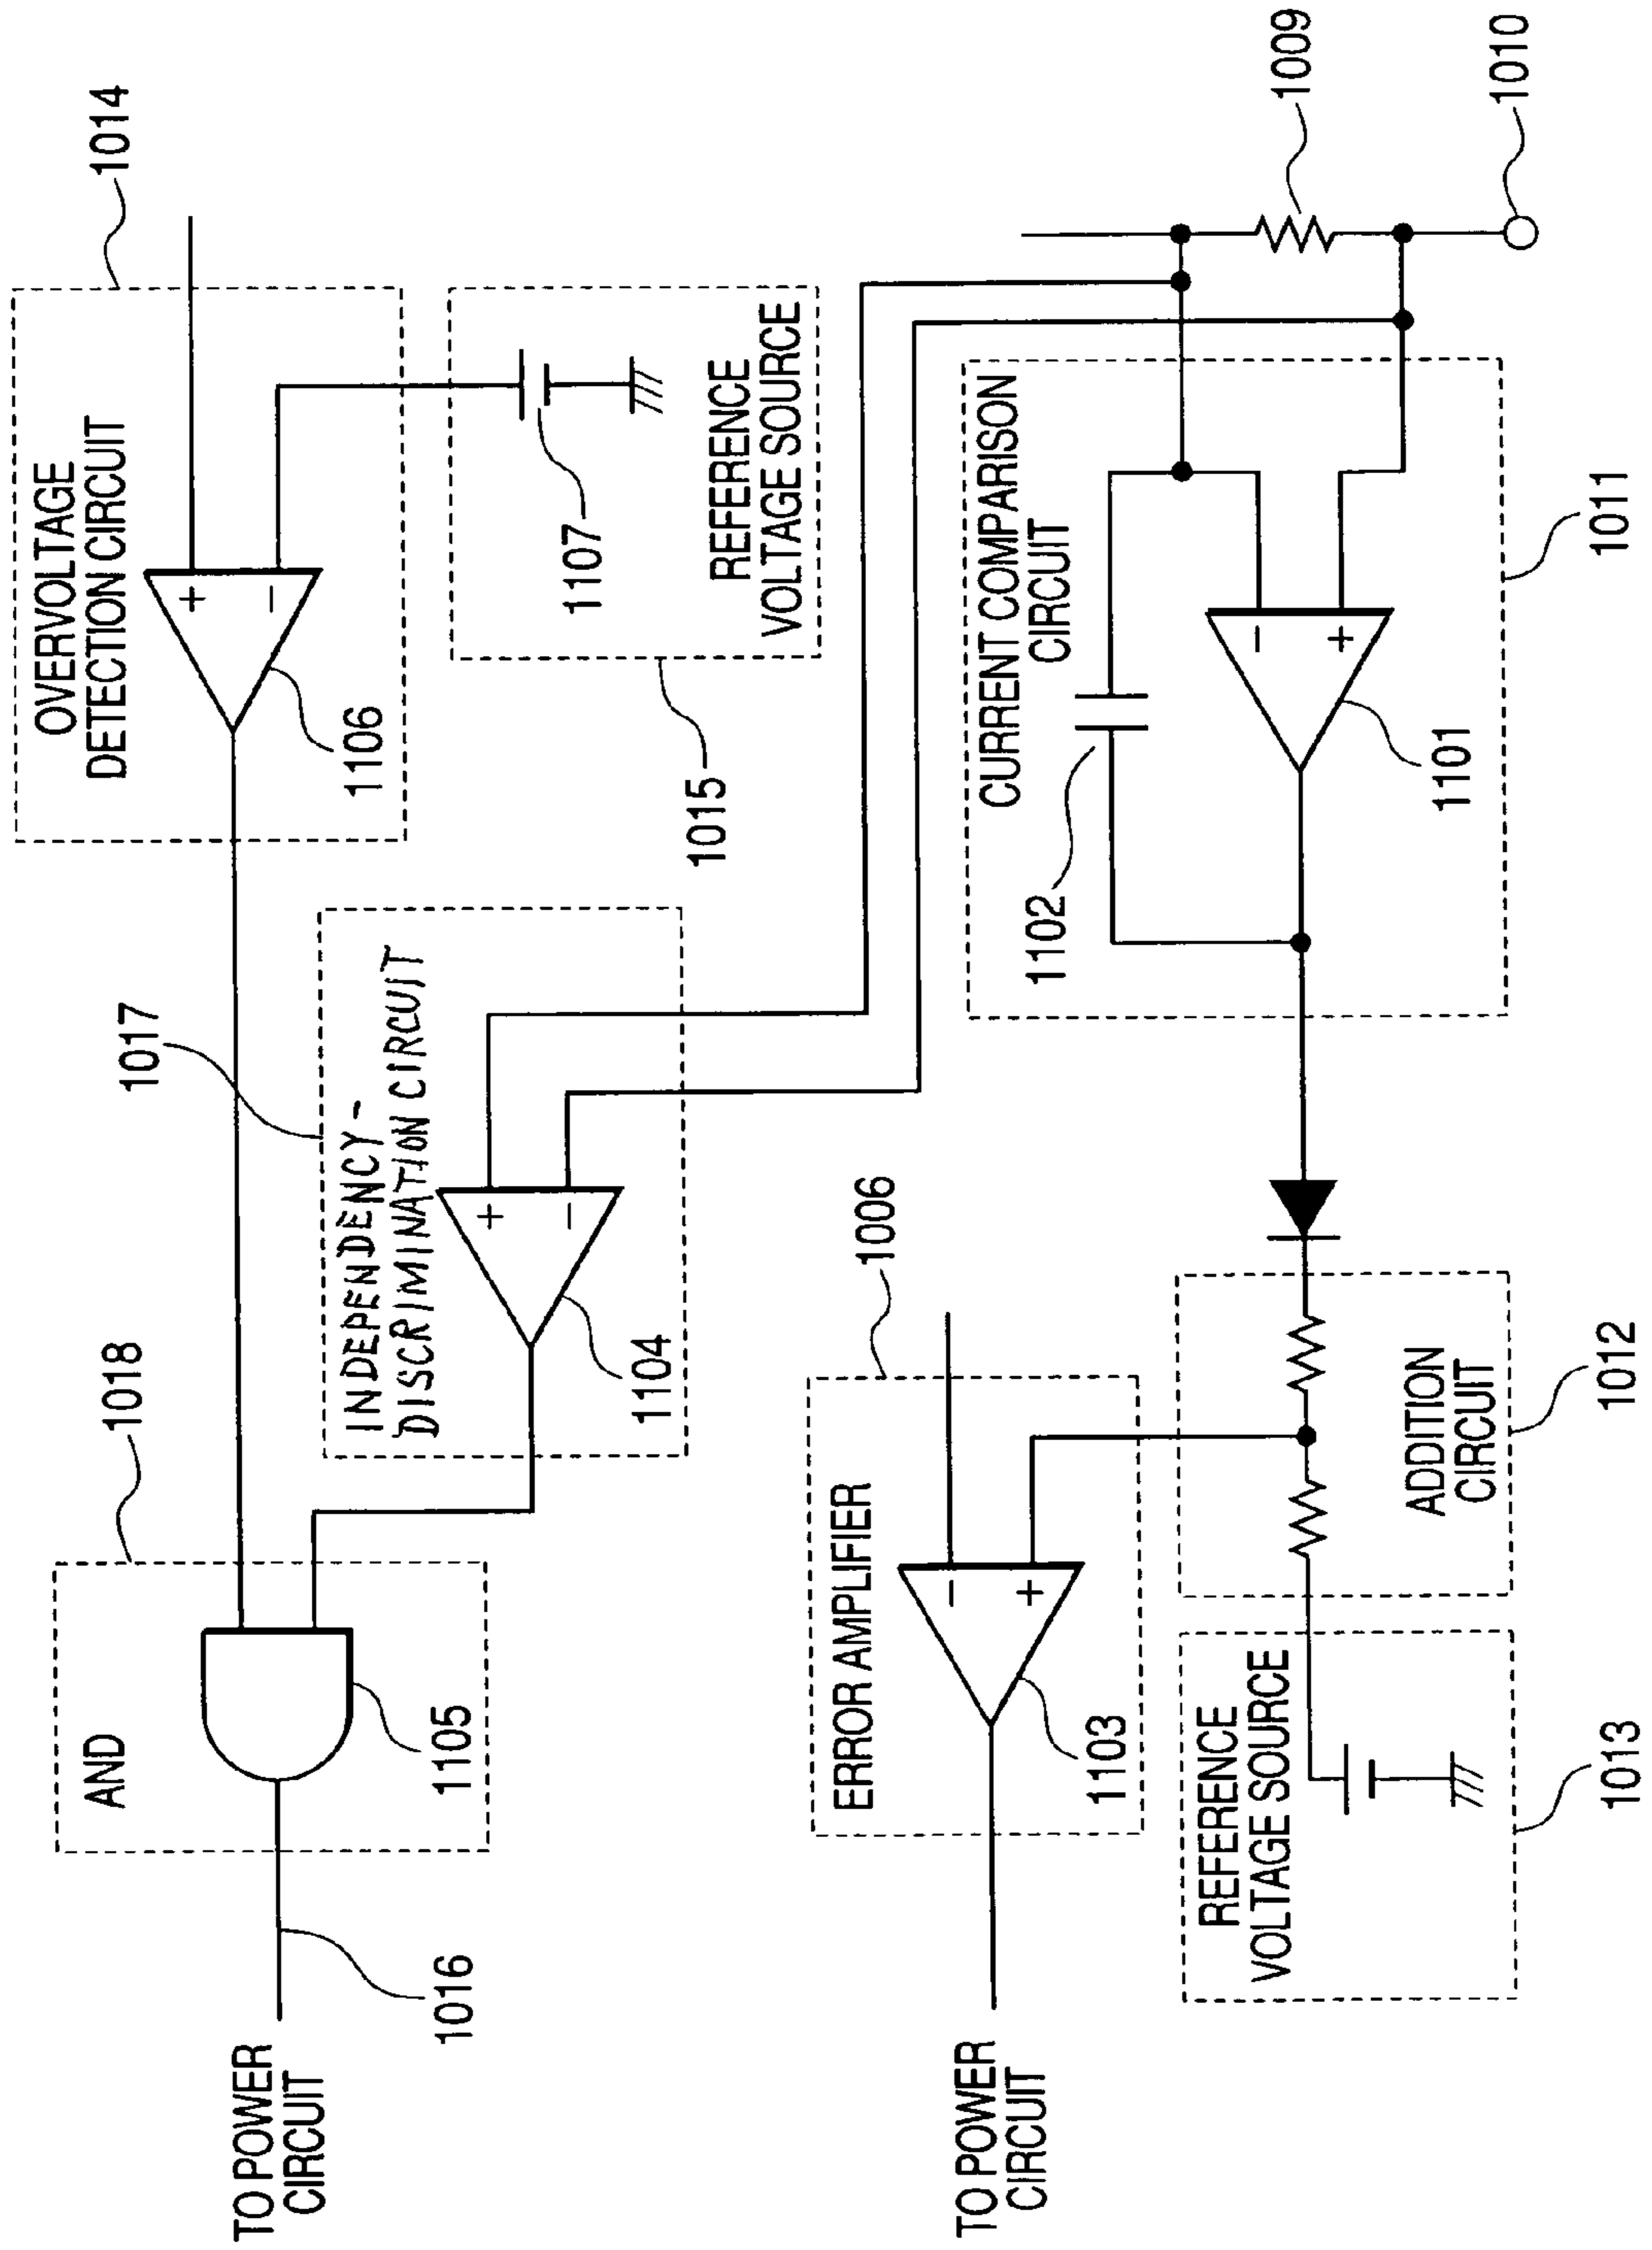 TO POWER
CIRCUIT
1016
AND
1018
1105
INDEPENDENCY-
DISCRIMINATION CIRCUIT
1017
1104
OVERVOLTAGE
DETECTION CIRCUIT
1014
1106
+
−
1107
REFERENCE
VOLTAGE SOURCE
1015
+
−
TO POWER
CIRCUIT
ERROR AMPLIFIER
1006
1103
−
+
REFERENCE
VOLTAGE SOURCE
1013
ADDITION
CIRCUIT
1012
CURRENT COMPARISON
CIRCUIT
1011
1102
1101
−
+
1009
1010